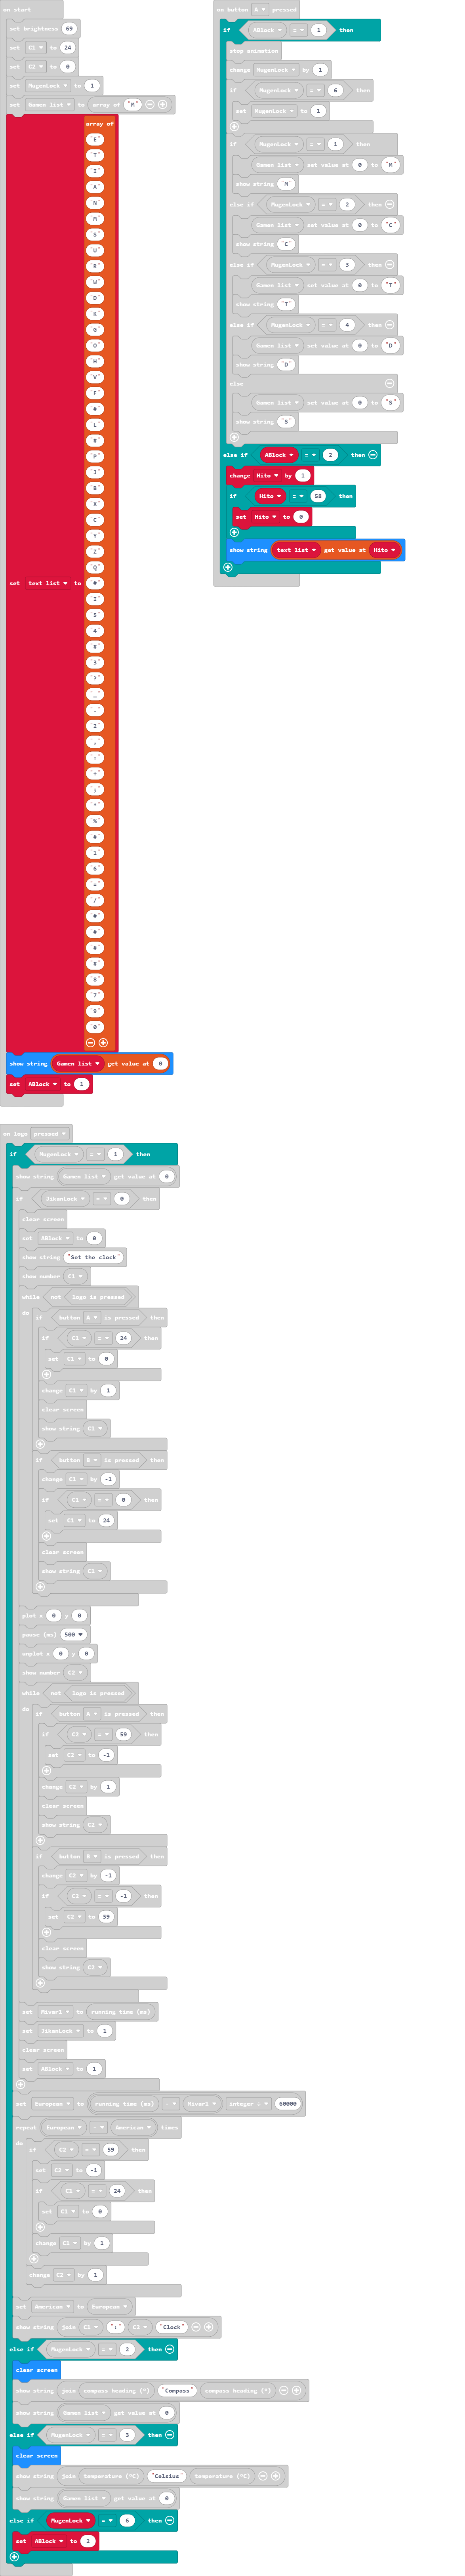 on start
set brightness 69
set C1 to 24
set C2 to 0
set MugenLock to 1
set Gamen list to array of "M"
array of
"E"
"T"
"I"
"A"
"N"
"M"
"S"
"U"
"R"
"W"
"D"
"K"
"G"
"O"
"H"
"V"
"F"
"#"
"L"
"#"
"P"
"J"
"B"
"X"
"C"
"Y"
"Z"
"Q"
set text list to "#"
"I"
"S"
"4"
"#"
"3"
"?"
"_"
"."
"2"
","
":"
"+"
";"
"*"
"%"
"#"
"1"
"6"
"="
"/"
"#"
"#"
"#"
"#"
"8"
"7"
"9"
"0"
show string Gamen list get value at 0
set ABlock to 1
on button A pressed
if ABlock = 1 then
stop animation
change MugenLock by 1
if MugenLock = 6 then
set MugenLock to 1
if MugenLock = 1 then
Gamen list set value at 0 to "M"
show string "M"
else if MugenLock = 2 then
Gamen list set value at 0 to "C"
show string "C"
else if MugenLock = 3 then
Gamen list set value at 0 to "T"
show string "T"
else if MugenLock = 4 then
Gamen list set value at 0 to "D"
show string "D"
else
Gamen list set value at 0 to "S"
show string "S"
else if ABlock = 2 then
change Hito by 1
if Hito = 58 then
set Hito to 0
show string text list get value at Hito
on logo pressed
if MugenLock = 1 then
show string Gamen list get value at 0
if JikanLock = 0 then
clear screen
set ABlock to 0
show string "Set the clock"
show number C1
while not logo is pressed
do if button A is pressed then
if C1 = 24 then
set C1 to 0
change C1 by 1
clear screen
show string C1
if button B is pressed then
change C1 by -1
if C1 = 0 then
set C1 to 24
clear screen
show string C1
plot x 0 y 0
pause (ms) 500
unplot x 0 y 0
show number C2
while not logo is pressed
do if button A is pressed then
if C2 = 59 then
set C2 to -1
change C2 by 1
clear screen
show string C2
if button B is pressed then
change C2 by -1
if C2 = -1 then
set C2 to 59
clear screen
show string C2
set Mivar1 to running time (ms)
set JikanLock to 1
clear screen
set ABlock to 1
set European to running time (ms) - Mivar1 integer ÷ 60000
repeat European - American times
do if C2 = 59 then
set C2 to -1
if C1 = 24 then
set C1 to 0
change C1 by 1
change C2 by 1
set American to European
show string join C1 ":" C2 "Clock"
else if MugenLock = 2 then
clear screen
show string join compass heading (°) "Compass" compass heading (°)
show string Gamen list get value at 0
else if MugenLock = 3 then
clear screen
show string join temperature (°C) "Celsius" temperature (°C)
show string Gamen list get value at 0
else if MugenLock = 6 then
set ABlock to 2